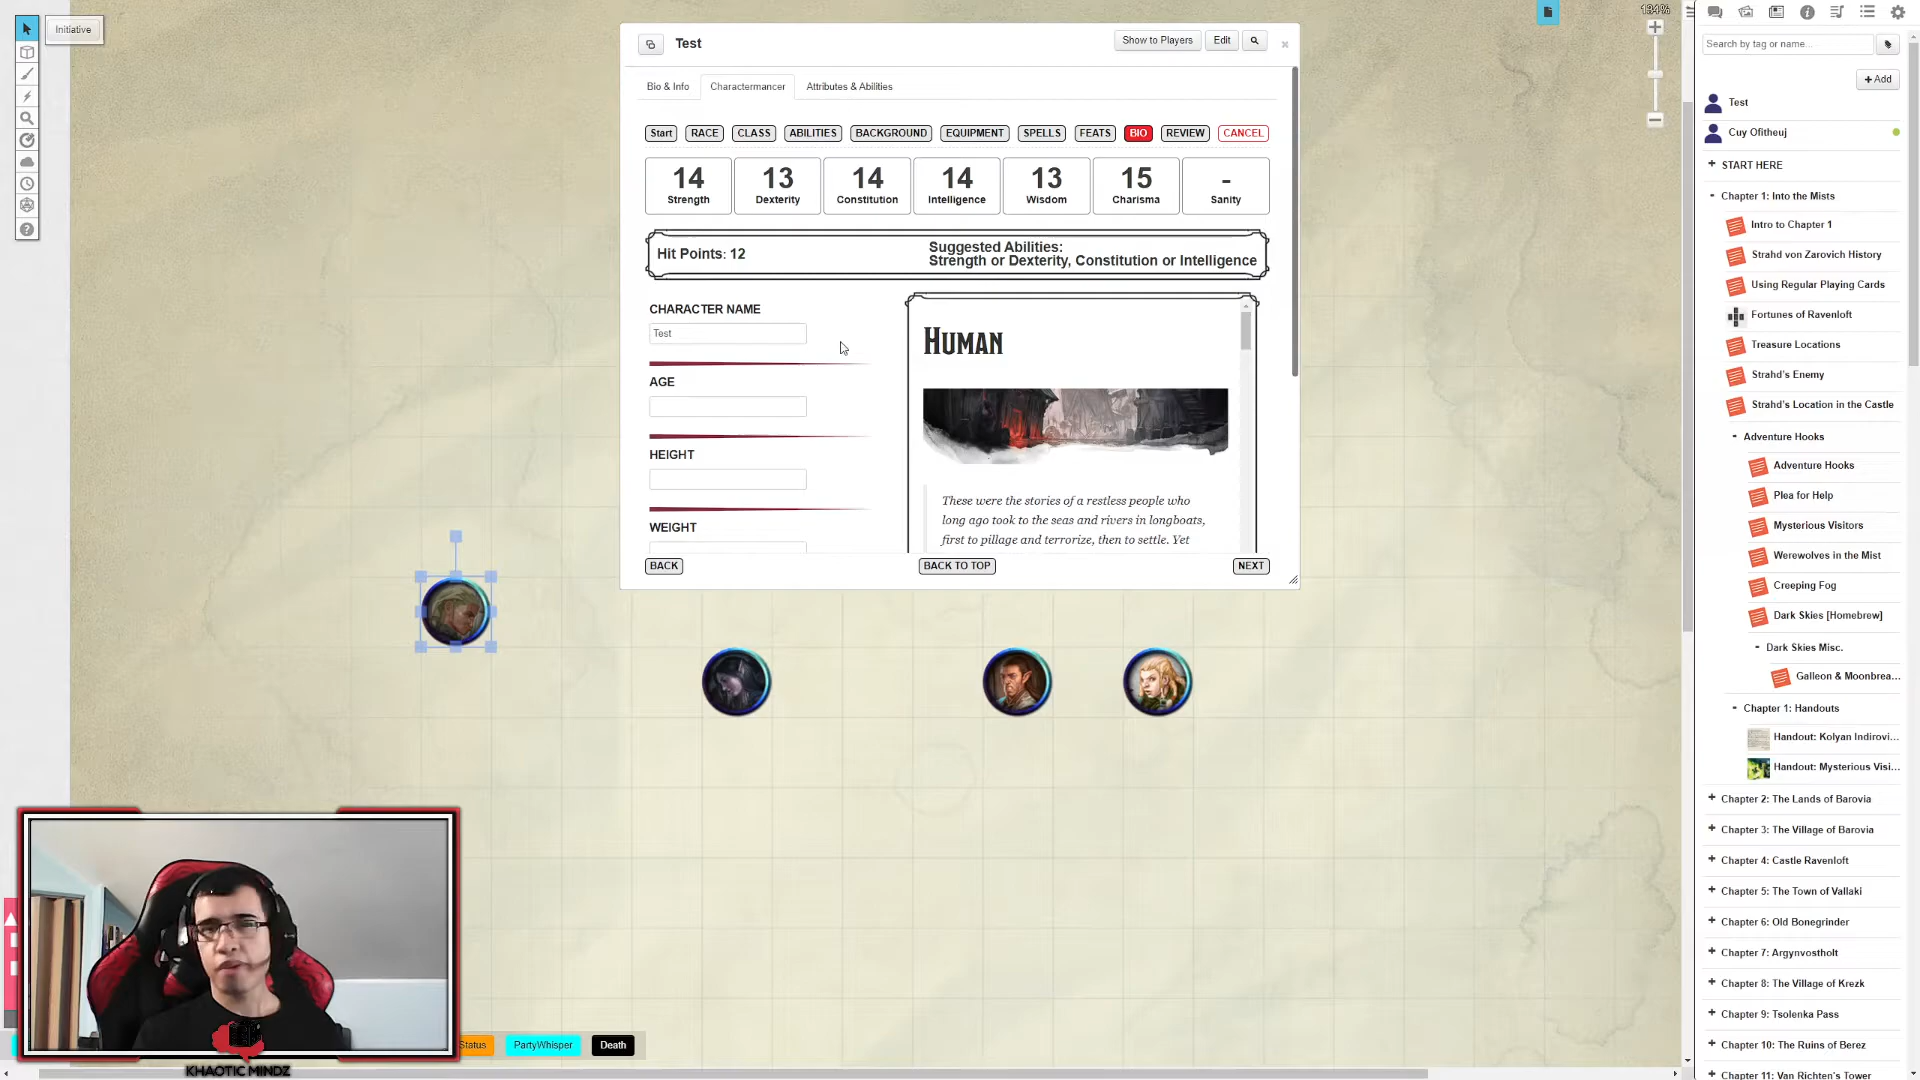 Initiative
Test
Show to Players
Edit
Bio & Info
Charactermancer
Attributes & Abilities
Start
RACE
CLASS
ABILITIES
BACKGROUND
EQUIPMENT
SPELLS
FEATS
BIO
REVIEW
CANCEL
14
Strength
13
Dexterity
14
Constitution
14
Intelligence
13
Wisdom
15
Charisma
-
Sanity
Hit Points: 12
Suggested Abilities:
Strength or Dexterity, Constitution or Intelligence
CHARACTER NAME
Test
AGE
HEIGHT
WEIGHT
HUMAN
These were the stories of a restless people who
long ago took to the seas and rivers in longboats,
first to pillage and terrorize, then to settle. Yet
BACK
BACK TO TOP
NEXT
Search by tag or name...
+ Add
Test
Cuy Ofitheuj
+ START HERE
- Chapter 1: Into the Mists
Intro to Chapter 1
Strahd von Zarovich History
Using Regular Playing Cards
Fortunes of Ravenloft
Treasure Locations
Strahd's Enemy
Strahd's Location in the Castle
- Adventure Hooks
Adventure Hooks
Plea for Help
Mysterious Visitors
Werewolves in the Mist
Creeping Fog
Dark Skies [Homebrew]
- Dark Skies Misc.
Galleon & Moonbrea...
- Chapter 1: Handouts
Handout: Kolyan Indirovi...
Handout: Mysterious Visi...
+ Chapter 2: The Lands of Barovia
+ Chapter 3: The Village of Barovia
+ Chapter 4: Castle Ravenloft
+ Chapter 5: The Town of Vallaki
+ Chapter 6: Old Bonegrinder
+ Chapter 7: Argynvostholt
+ Chapter 8: The Village of Krezk
+ Chapter 9: Tsolenka Pass
+ Chapter 10: The Ruins of Berez
+ Chapter 11: Van Richten's Tower
Status
PartyWhisper
Death
KHAOTIC MINDZ